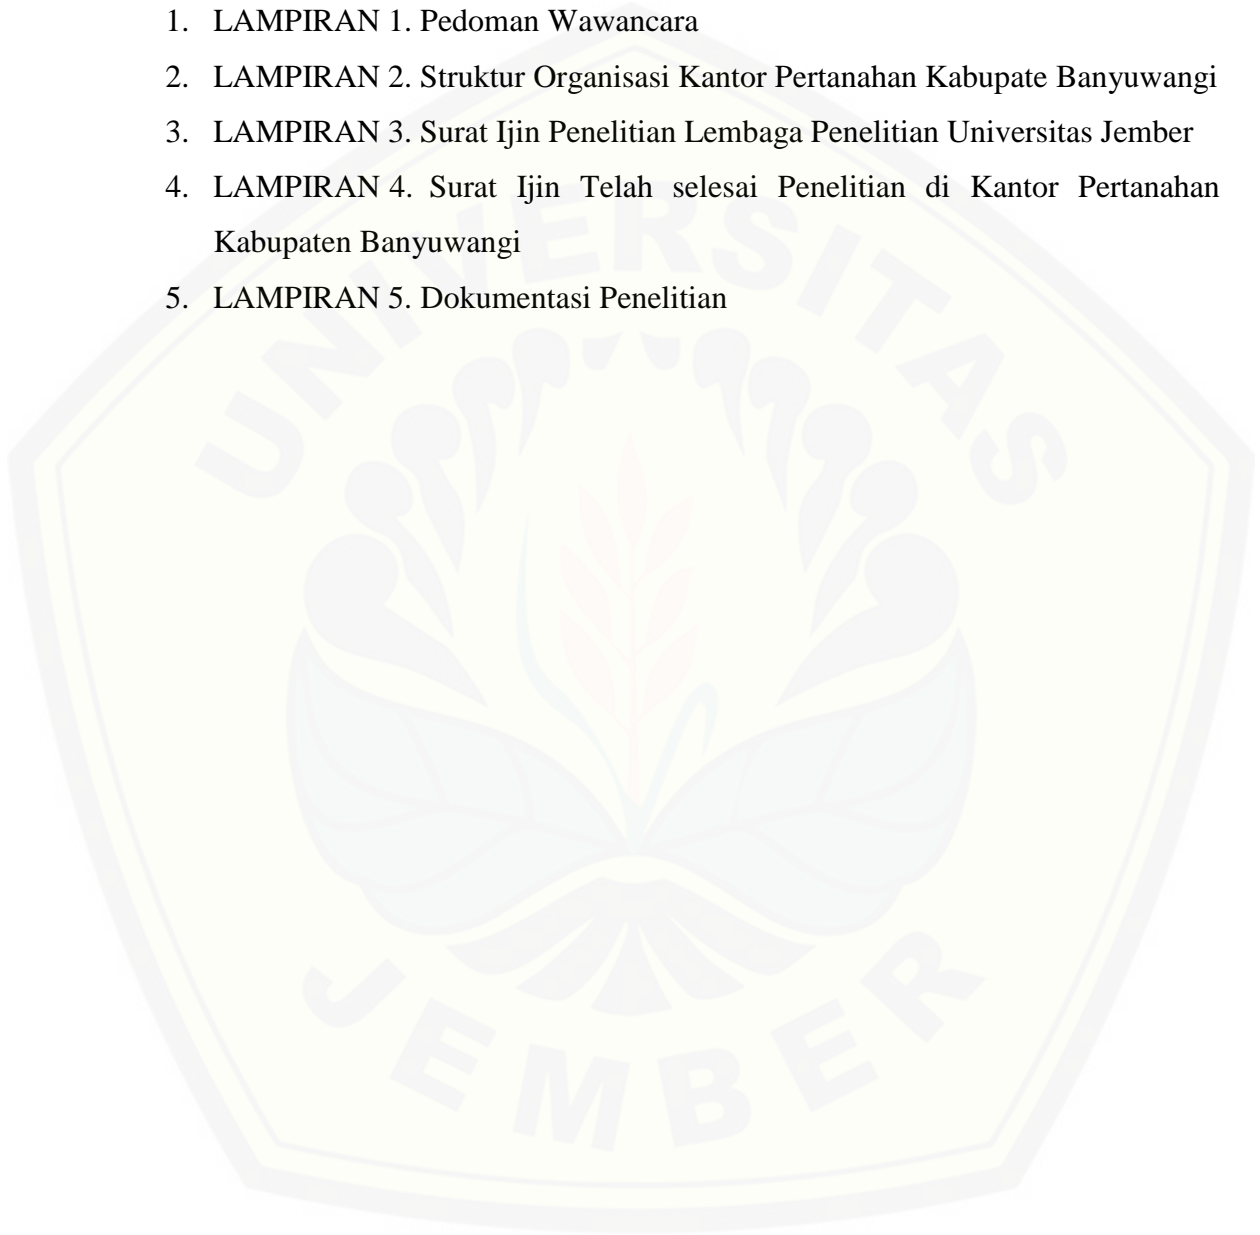 1. LAMPIRAN 1. Pedoman Wawancara
2. LAMPIRAN 2. Struktur Organisasi Kantor Pertanahan Kabupate Banyuwangi
3. LAMPIRAN 3. Surat Ijin Penelitian Lembaga Penelitian Universitas Jember
4. LAMPIRAN 4. Surat Ijin Telah selesai Penelitian di Kantor Pertanahan
Kabupaten Banyuwangi
5. LAMPIRAN 5. Dokumentasi Penelitian
UNIVERSITAS
JEMBER